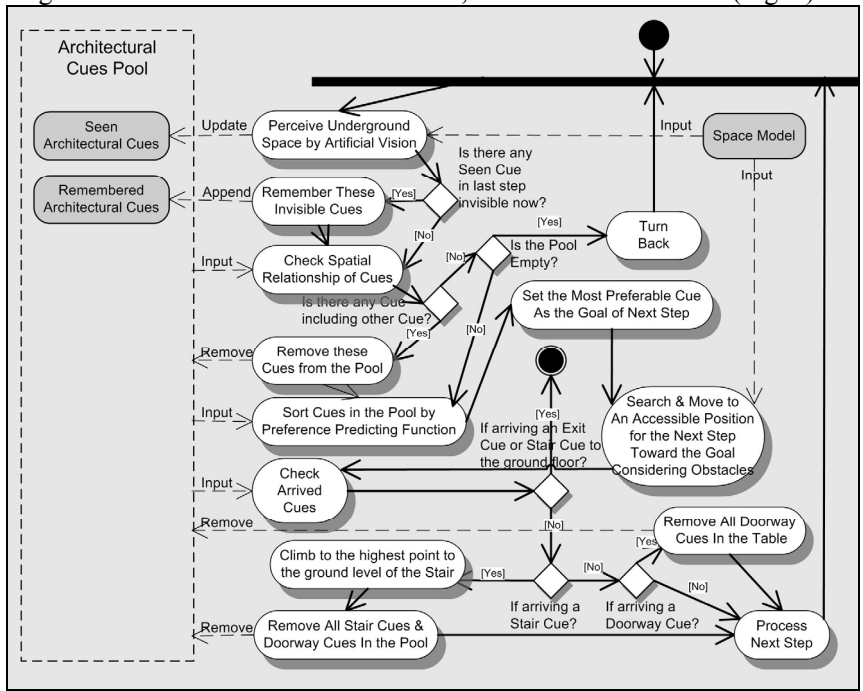 Architectural
Cues Pool
Seen
Architectural Cues
Update
Perceive Underground
Space by Artificial Vision
Input
Space Model
Input
Is there any
Seen Cue
in last step
invisible now?
Remembered
Architectural Cues
Append
Remember These
Invisible Cues
[Yes]
[No]
[Yes]
Turn
Back
Input
Check Spatial
Relationship of Cues
[No]
Is the Pool
Empty?
Is there any Cue
including other Cue?
[Yes]
[No]
Set the Most Preferable Cue
As the Goal of Next Step
Remove
Remove these
Cues from the Pool
Input
Sort Cues in the Pool by
Preference Predicting Function
[Yes]
If arriving an Exit
Cue or Stair Cue to
the ground floor?
Search & Move to
An Accessible Position
for the Next Step
Toward the Goal
Considering Obstacles
Input
Check
Arrived
Cues
[No]
Remove
Remove All Doorway
Cues In the Table
[Yes]
Climb to the highest point to
the ground level of the Stair
[Yes]
[No]
[No]
If arriving a
Stair Cue?
If arriving a
Doorway Cue?
Remove
Remove All Stair Cues &
Doorway Cues In the Pool
Process
Next Step